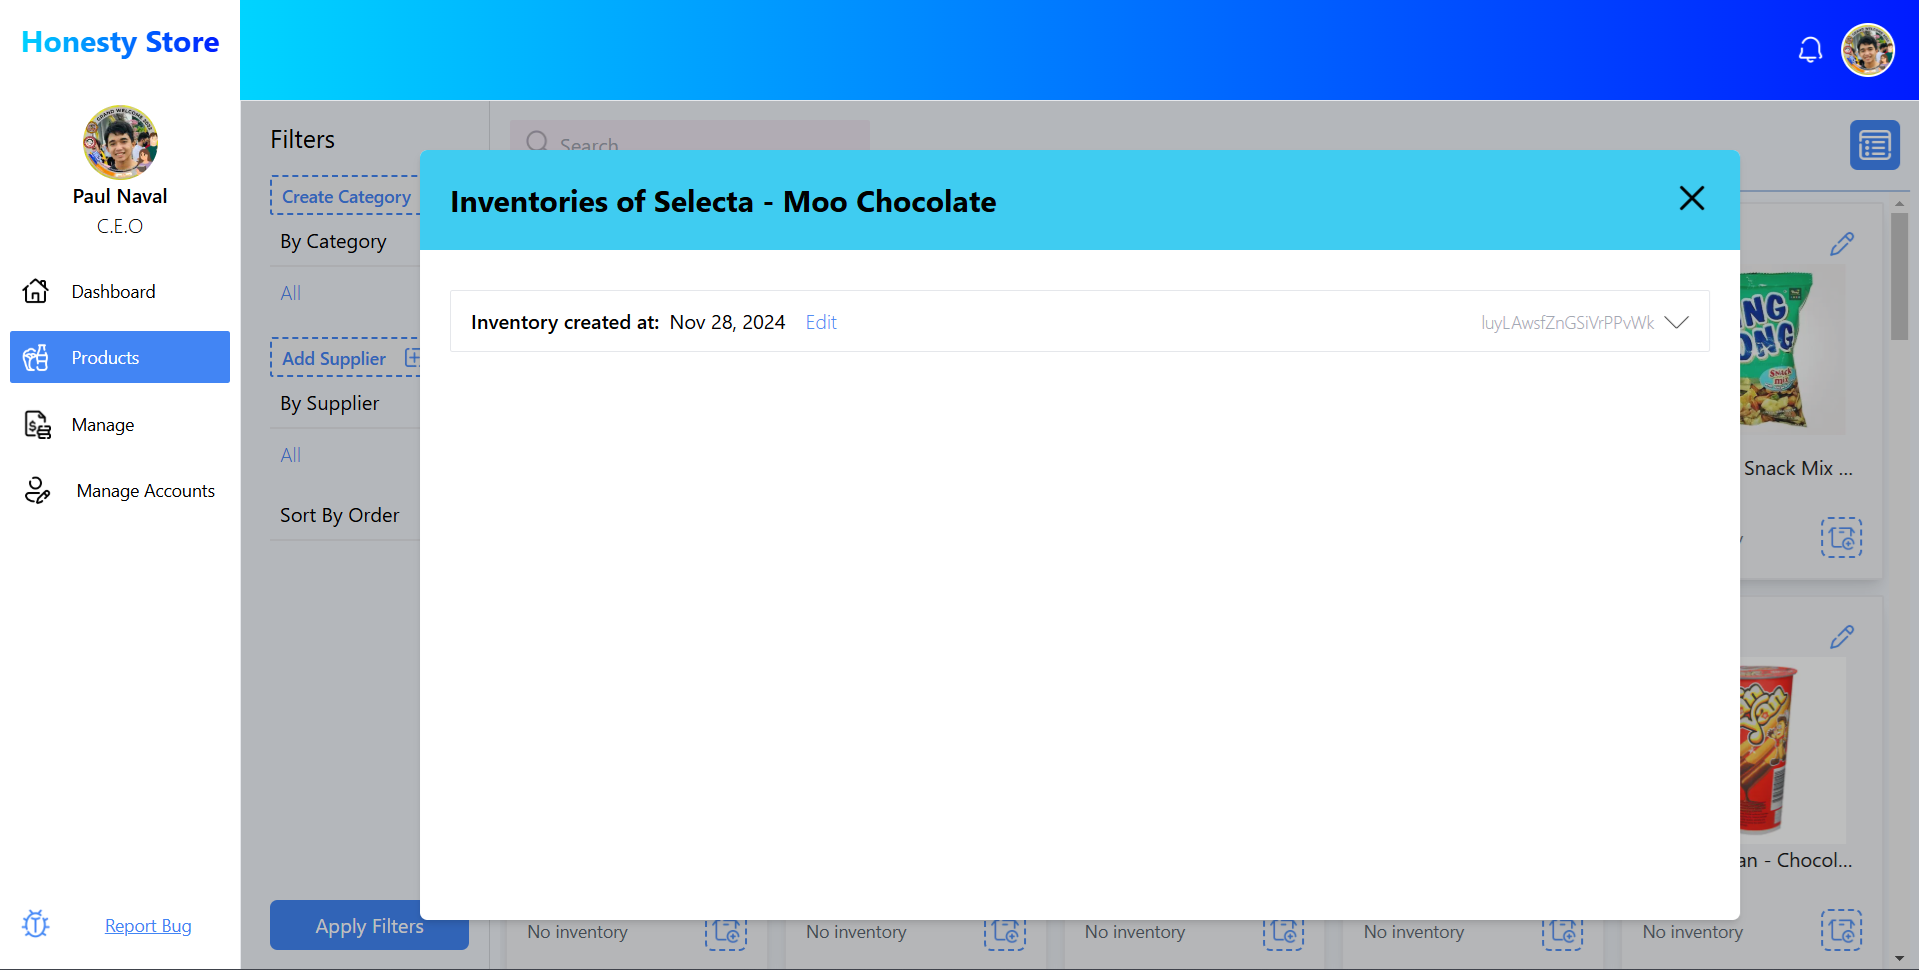 Honesty Store
Paul Naval
C.E.O
Dashboard
Products
Manage
Manage Accounts
Report Bug
Filters
Create Category
By Category
All
Add Supplier
By Supplier
All
Sort By Order
Apply Filters
Search
Inventories of Selecta - Moo Chocolate
Inventory created at: Nov 28, 2024 Edit
Snack Mix ...
an - Chocol...
No inventory
No inventory
No inventory
No inventory
No inventory